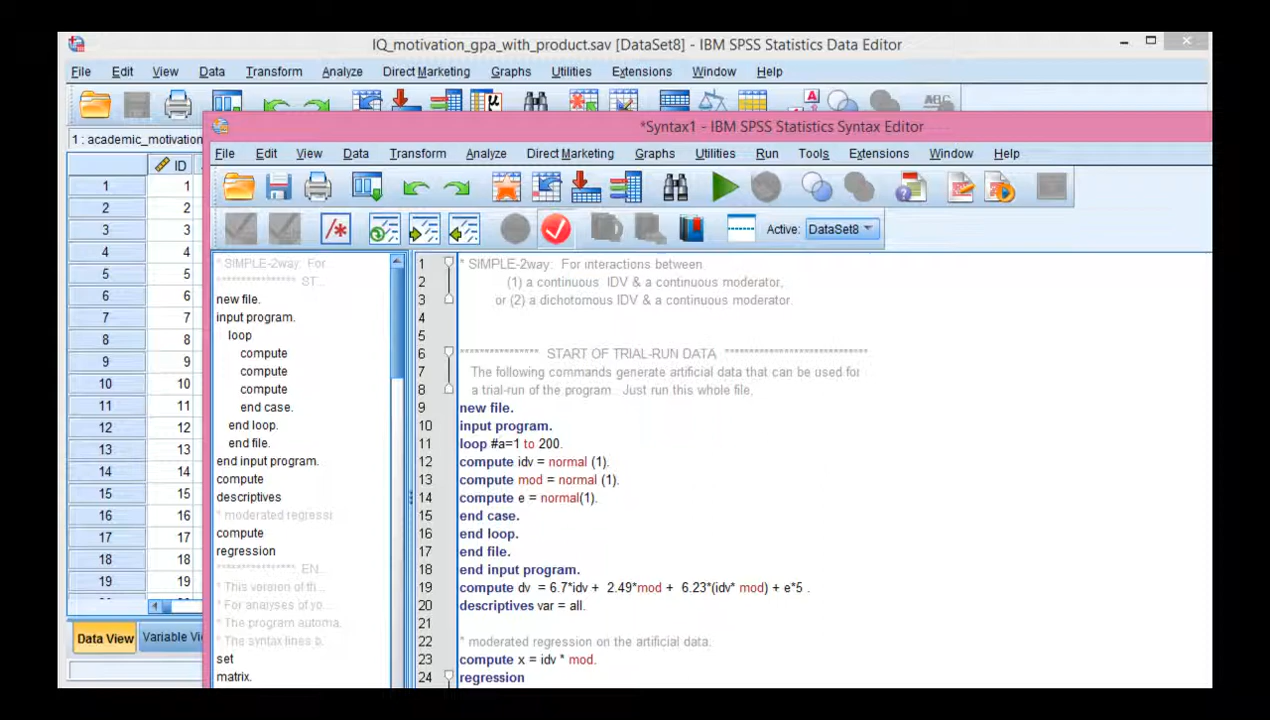 IQ_motivation_gpa_with_product.sav [DataSet8] - IBM SPSS Statistics Data Editor
File Edit View Data Transform Analyze Direct Marketing Graphs Utilities Extensions Window Help
1 : academic_motivation
*Syntax1 - IBM SPSS Statistics Syntax Editor
File Edit View Data Transform Analyze Direct Marketing Graphs Utilities Run Tools Extensions Window Help
Active: DataSet8
ID
1 1
2 2
3 3
4 4
5 5
6 6
7 7
8 8
9 9
10 10
11 11
12 12
13 13
14 14
15 15
16 16
17 17
18 18
19 19
Data View Variable Vi
* SIMPLE-2way: For
**************** ST...
new file.
input program.
loop
compute
compute
compute
end case.
end loop.
end file.
end input program.
compute
descriptives
* moderated regressi
compute
regression
**************** EN...
* This version of th...
* For analyses of yo...
* The program automa...
* The syntax lines b...
set
matrix.
1 * SIMPLE-2way: For interactions between
2 (1) a continuous IDV & a continuous moderator,
3 or (2) a dichotomous IDV & a continuous moderator.
4
5
6 **************** START OF TRIAL-RUN DATA ****************************
7 The following commands generate artificial data that can be used for
8 a trial-run of the program. Just run this whole file.
9 new file.
10 input program.
11 loop #a=1 to 200.
12 compute idv = normal (1).
13 compute mod = normal (1).
14 compute e = normal(1).
15 end case.
16 end loop.
17 end file.
18 end input program.
19 compute dv = 6.7*idv + 2.49*mod + 6.23*(idv* mod) + e*5 .
20 descriptives var = all.
21
22 * moderated regression on the artificial data.
23 compute x = idv * mod.
24 regression